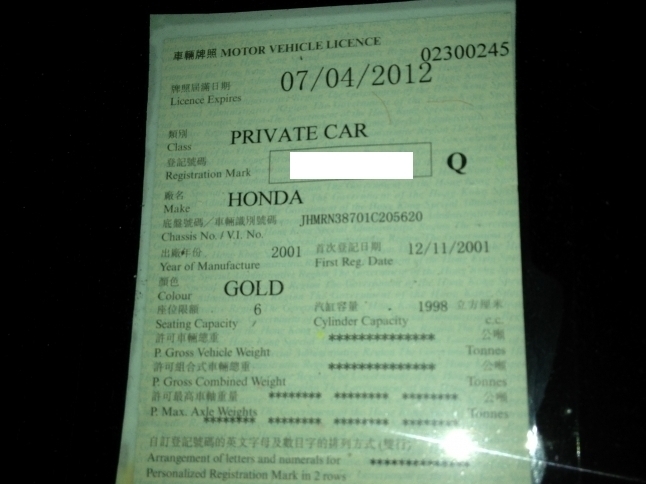 車輛牌照 MOTOR VEHICLE LICENCE 02300245
牌照屆滿日期 07/04/2012
Licence Expires
類別 PRIVATE CAR
Class
登記號碼
Registration Mark Q
廠名 HONDA
Make
底盤號碼／車輛識別號碼 JHMRN38701C205620
Chassis No. / V.I. No.
出廠年份 2001 首次登記日期 12/11/2001
Year of Manufacture First Reg. Date
顏色 GOLD
Colour
座位限額 6 汽缸容量 1998 立方厘米
Seating Capacity Cylinder Capacity c.c.
許可車輛總重 ************** 公噸
P. Gross Vehicle Weight Tonnes
許可組合式車輛總重 ************** 公噸
P. Gross Combined Weight Tonnes
許可最高車軸重量 ******** ******** ******** 公噸
P. Max. Axle Weights Tonnes
******** ******** ******** ********
自訂登記號碼的英文字母及數目字的排列方式 (雙行)
Arrangement of letters and numerals for **************
Personalized Registration Mark in 2 rows